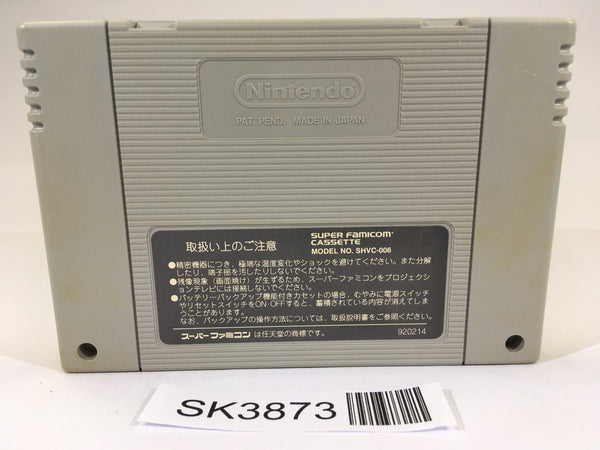 Nintendo
PAT. PEND. MADE IN JAPAN
取扱い上のご注意
SUPER FAMICOM
CASSETTE
MODEL NO. SHVC-006
●精密機器につき、極端な温度変化やショックを避けてください。また分解
したり、端子部を汚したりしないでください。
●残像現象(画面焼け)が生ずるため、スーパーファミコンをプロジェクシ
ョンテレビには接続しないでください。
●バッテリーバックアップ機能付きカセットの場合、むやみに電源スイッチ
やリセットスイッチをON・OFFすると、蓄積されている内容が消えてしま
うことがあります。
なお、バックアップの操作方法については、取扱説明書をご参照ください。
スーパーファミコンは任天堂の商標です。
920214
SK3873